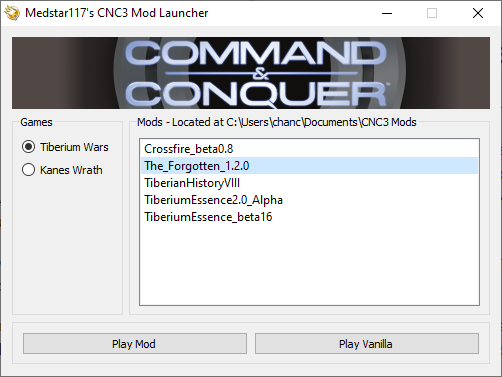 Medstar117's CNC3 Mod Launcher
COMMAND
&
CONQUER
Games
Tiberium Wars
Kanes Wrath
Mods - Located at C:\Users\chanc\Documents\CNC3 Mods
Crossfire_beta0.8
The_Forgotten_1.2.0
TiberianHistoryVIII
TiberiumEssence2.0_Alpha
TiberiumEssence_beta16
Play Mod
Play Vanilla